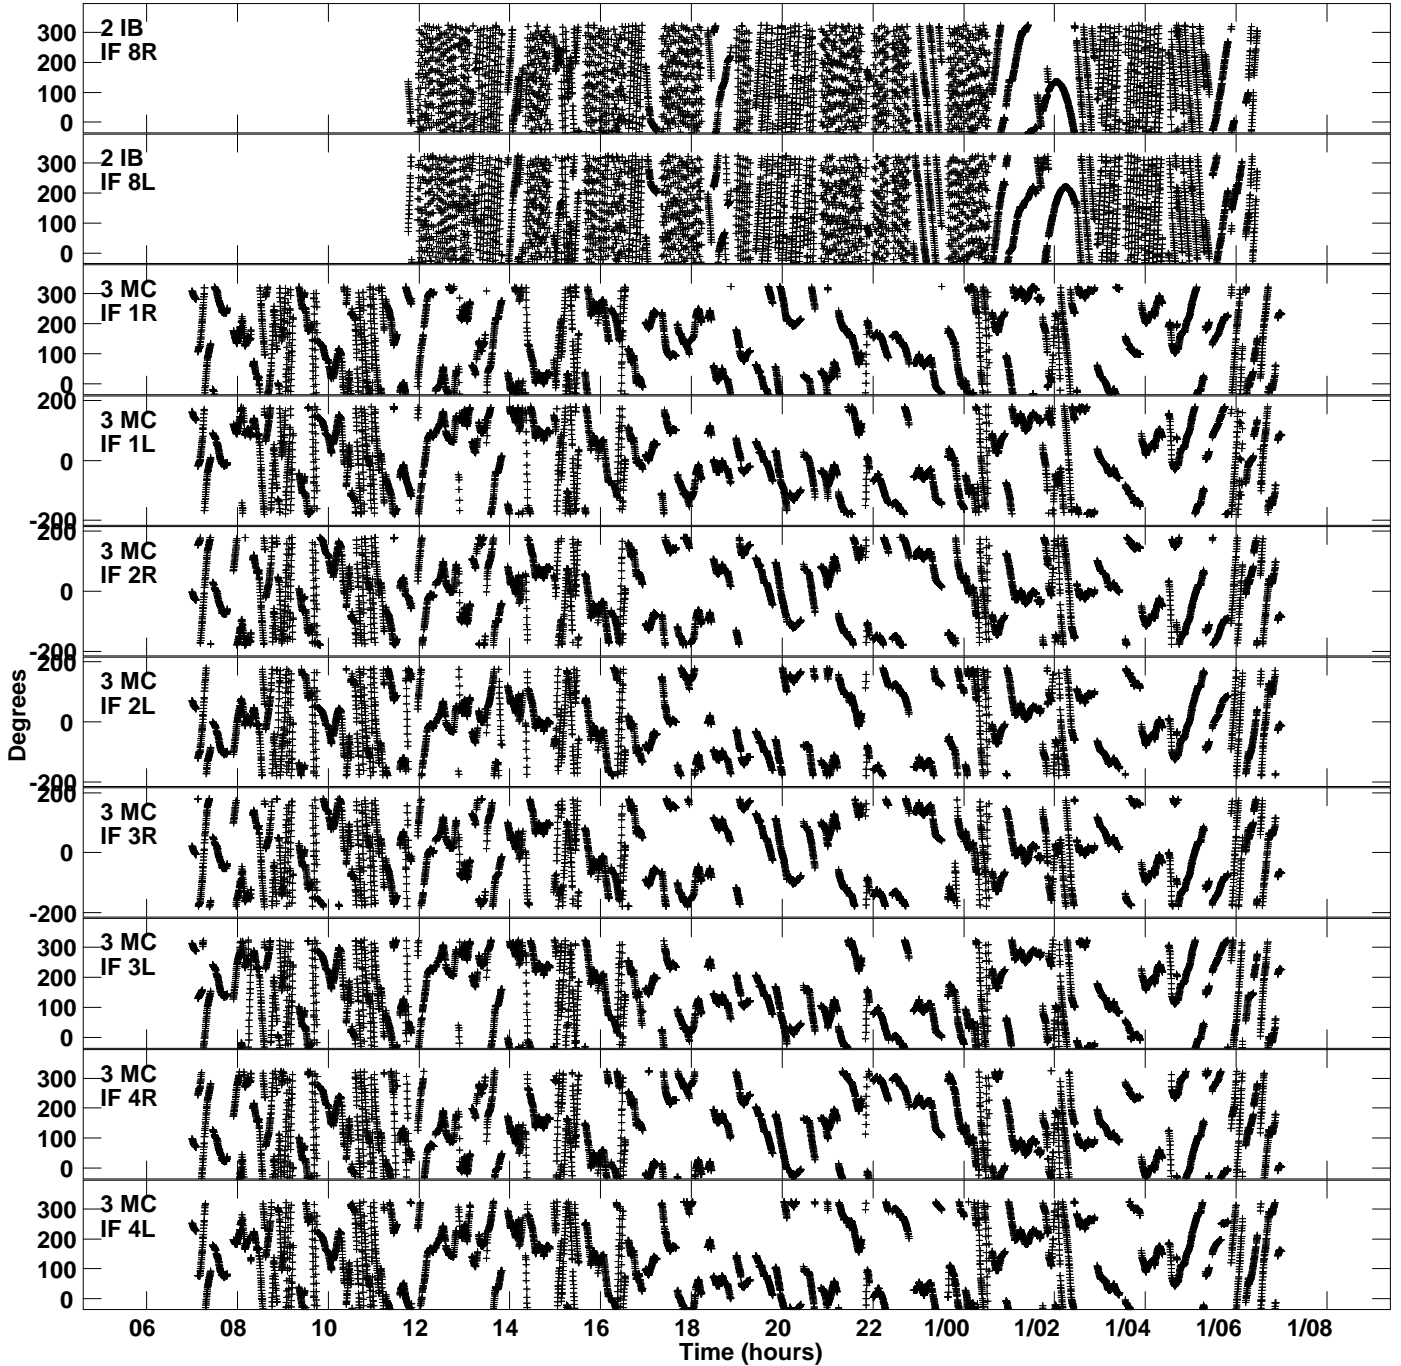 2 IB
IF 8R
300
200
100
0
2 IB
IF 8L
300
200
100
0
3 MC
IF 1R
300
200
100
0
3 MC
IF 1L
200
0
-200
3 MC
IF 2R
200
0
-200
3 MC
IF 2L
200
0
-200
3 MC
IF 3R
200
0
-200
3 MC
IF 3L
300
200
100
0
3 MC
IF 4R
300
200
100
0
3 MC
IF 4L
300
200
100
0
Degrees
06 08 10 12 14 16 18 20 22 1/00 1/02 1/04 1/06 1/08
Time (hours)